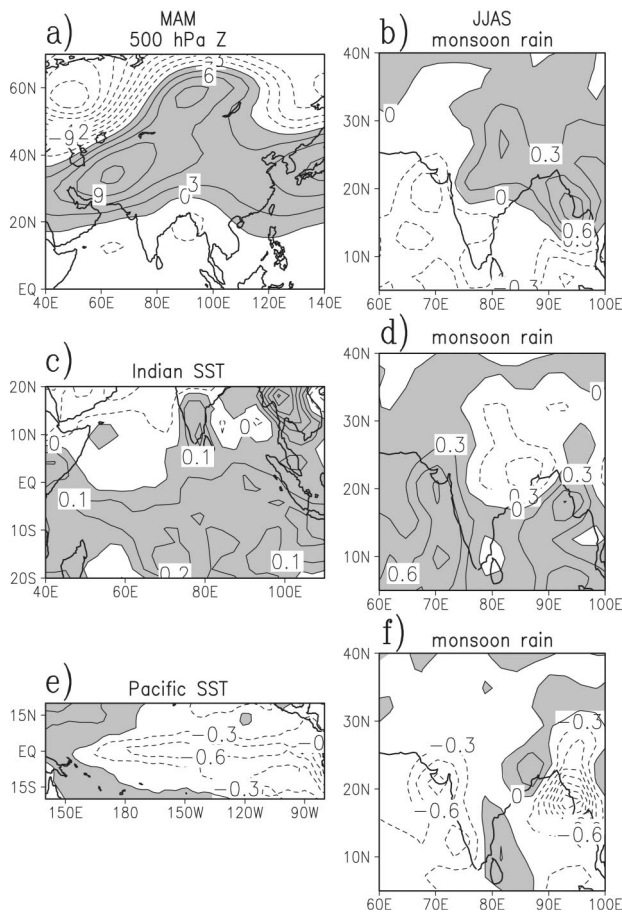 MAM
JJAS
a)
500 hPa Z
b)
monsoon rain
60N
40N
20N
EQ
40E
60E
80E
100E
120E
140E
6
-9
9
0
3
40N
30N
20N
10N
60E
70E
80E
90E
100E
0
0.3
0
0.6
-0.3
c)
Indian SST
d)
monsoon rain
20N
10N
EQ
10S
20S
40E
60E
80E
100E
0
0
0.1
0.1
0.2
0.1
40N
30N
20N
10N
60E
70E
80E
90E
100E
0
0.3
0.3
0.3
0
0.6
e)
Pacific SST
f)
monsoon rain
15N
EQ
15S
150E
180
150W
120W
90W
-0.3
-0.6
-0.3
40N
30N
20N
10N
60E
70E
80E
90E
100E
-0.3
-0.3
-0.6
0
-0.6